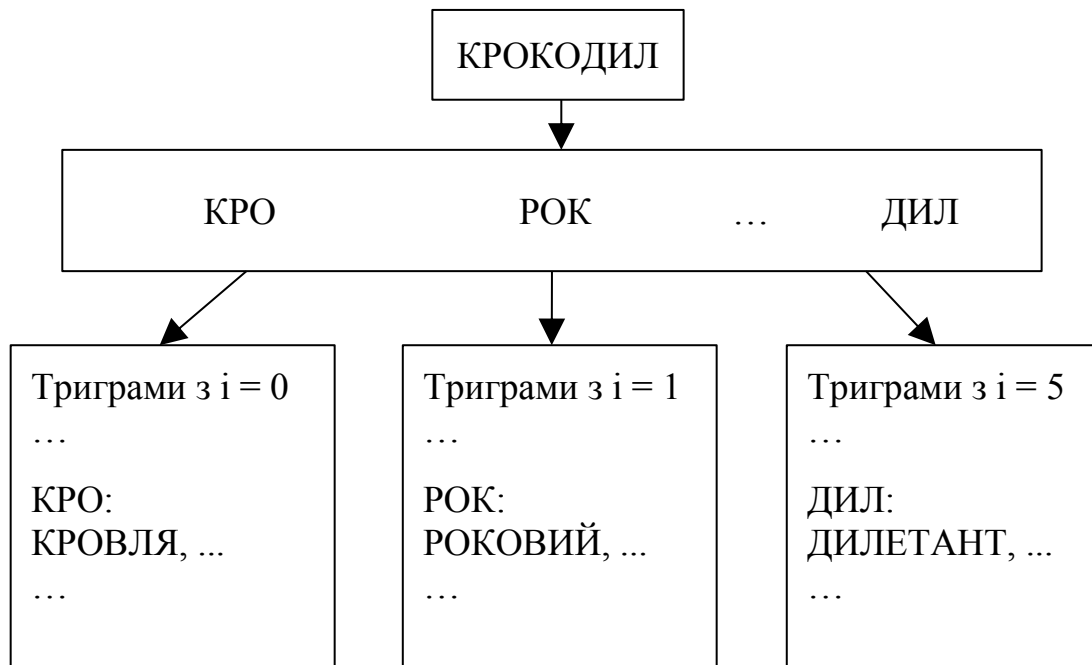 КРОКОДИЛ
КРО РОК … ДИЛ
Триграми з i = 0
…
КРО:
КРОВЛЯ, ...
…
Триграми з i = 1
…
РОК:
РОКОВИЙ, ...
…
Триграми з i = 5
…
ДИЛ:
ДИЛЕТАНТ, ...
…